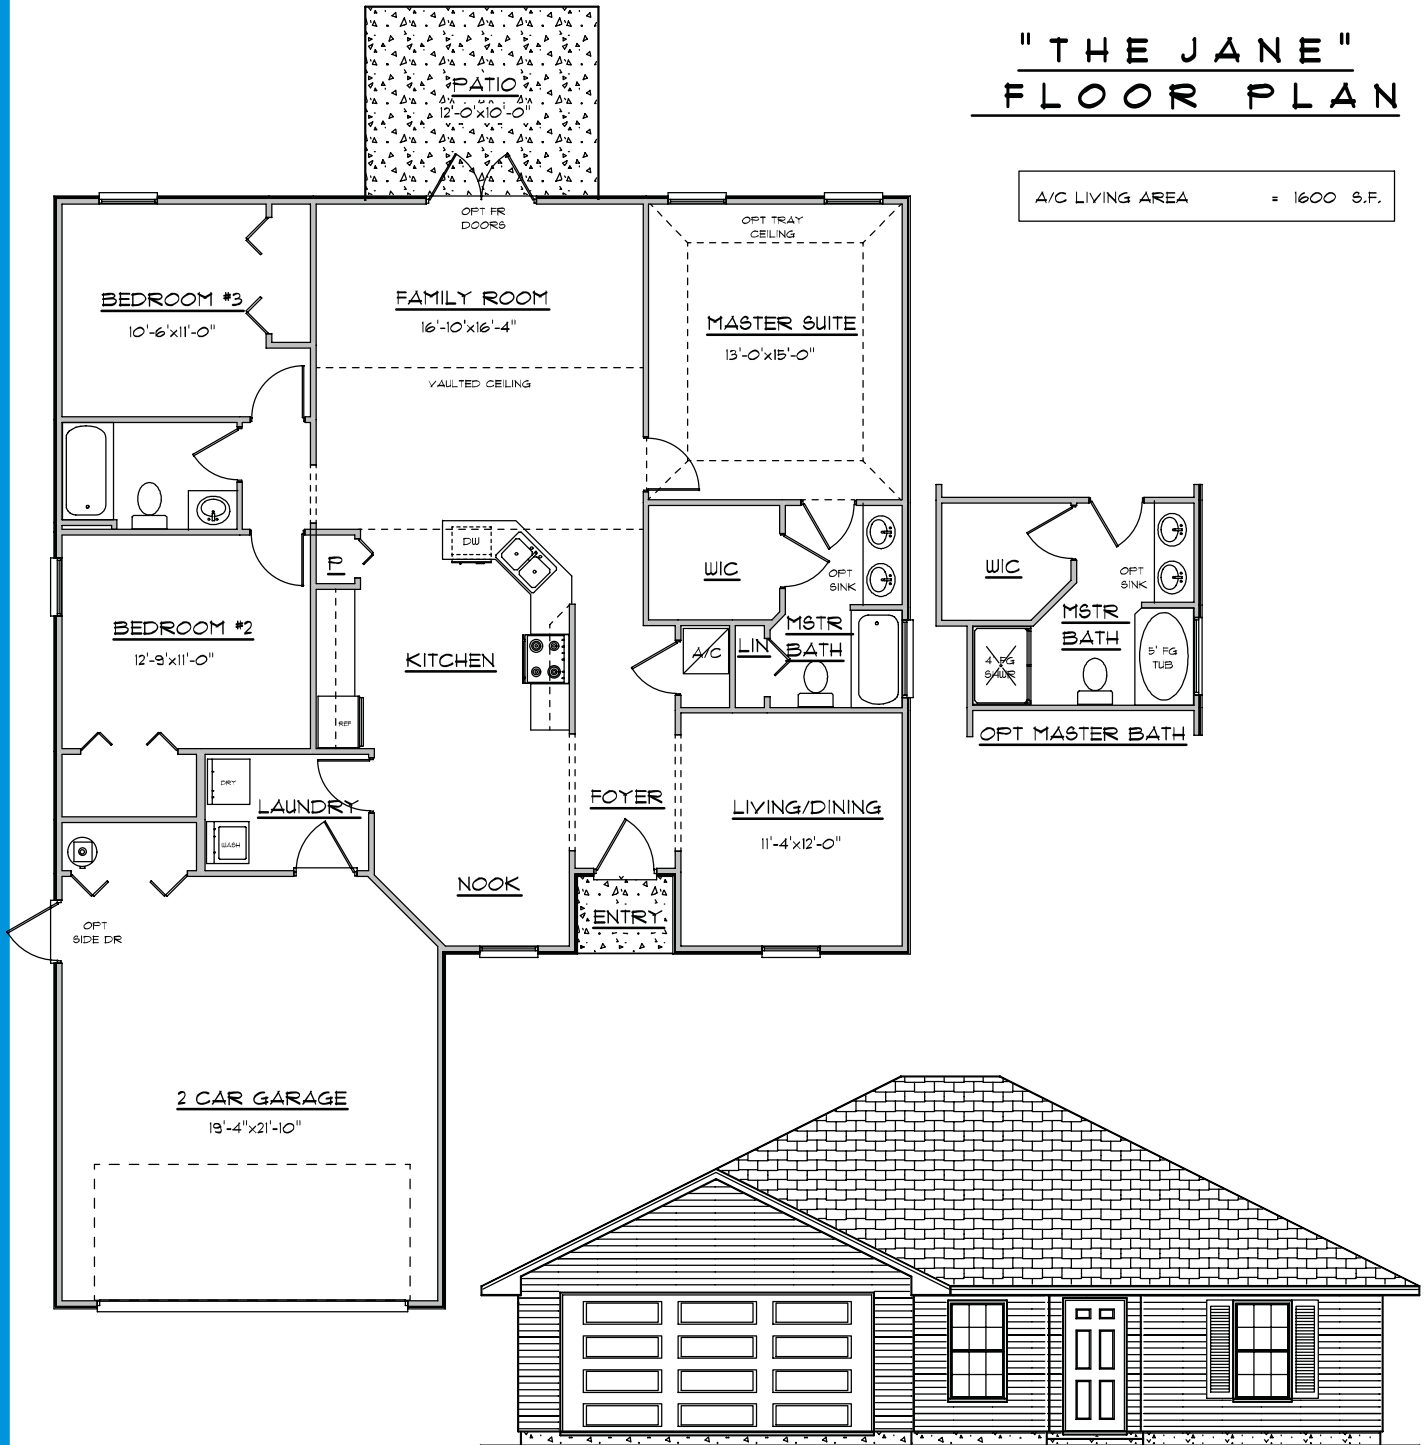 "THE JANE"
FLOOR PLAN
A/C LIVING AREA = 1600 S.F.
PATIO
12'-0'x10'-0"
OPT FR
DOORS
OPT TRAY
CEILING
BEDROOM #3
10'-6'x11'-0"
FAMILY ROOM
16'-10'x16'-4"
MASTER SUITE
13'-0'x15'-0"
VAULTED CEILING
DW
P
WIC
OPT
SINK
WIC
OPT
SINK
BEDROOM #2
12'-9'x11'-0"
KITCHEN
A/C
LIN
MSTR
BATH
MSTR
BATH
4' FG
SHWR
5' FG
TUB
REF
OPT MASTER BATH
DRY
LAUNDRY
WASH
FOYER
LIVING/DINING
11'-4'x12'-0"
NOOK
ENTRY
OPT
SIDE DR
2 CAR GARAGE
19'-4"x21'-10"